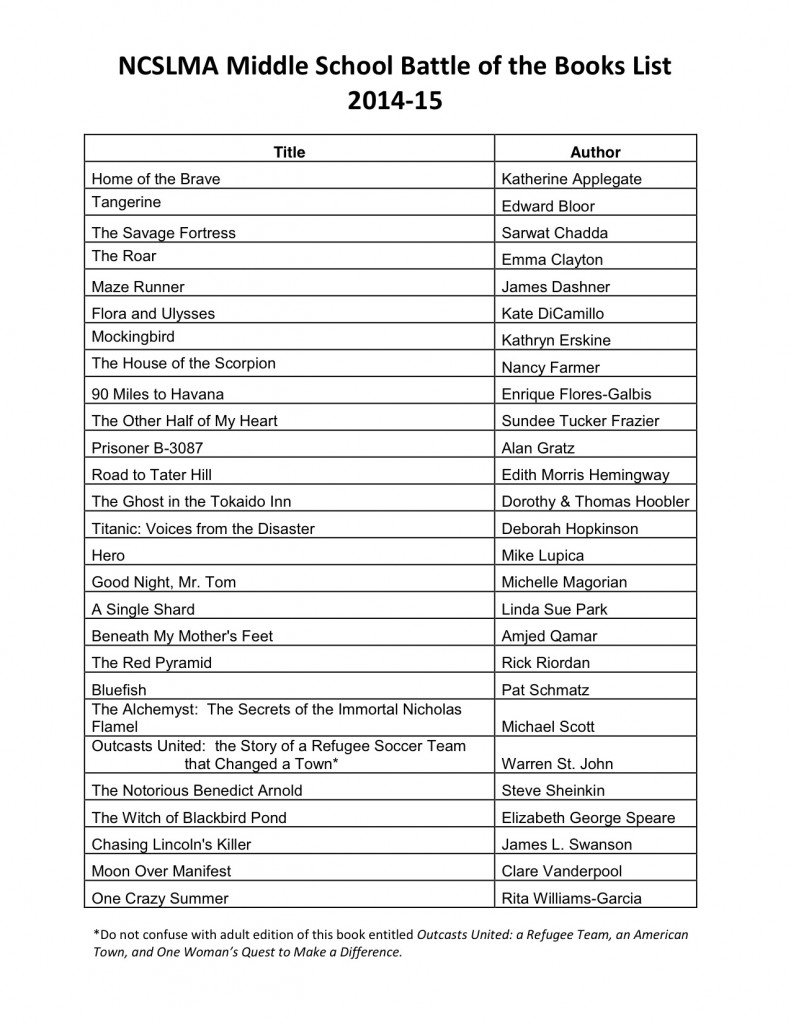 NCSLMA Middle School Battle of the Books List
2014-15
Title Author
Home of the Brave Katherine Applegate
Tangerine Edward Bloor
The Savage Fortress Sarwat Chadda
The Roar Emma Clayton
Maze Runner James Dashner
Flora and Ulysses Kate DiCamillo
Mockingbird Kathryn Erskine
The House of the Scorpion Nancy Farmer
90 Miles to Havana Enrique Flores-Galbis
The Other Half of My Heart Sundee Tucker Frazier
Prisoner B-3087 Alan Gratz
Road to Tater Hill Edith Morris Hemingway
The Ghost in the Tokaido Inn Dorothy & Thomas Hoobler
Titanic: Voices from the Disaster Deborah Hopkinson
Hero Mike Lupica
Good Night, Mr. Tom Michelle Magorian
A Single Shard Linda Sue Park
Beneath My Mother's Feet Amjed Qamar
The Red Pyramid Rick Riordan
Bluefish Pat Schmatz
The Alchemyst:  The Secrets of the Immortal Nicholas
Flamel Michael Scott
Outcasts United:  the Story of a Refugee Soccer Team
that Changed a Town* Warren St. John
The Notorious Benedict Arnold Steve Sheinkin
The Witch of Blackbird Pond Elizabeth George Speare
Chasing Lincoln's Killer James L. Swanson
Moon Over Manifest Clare Vanderpool
One Crazy Summer Rita Williams-Garcia
*Do not confuse with adult edition of this book entitled Outcasts United: a Refugee Team, an American
Town, and One Woman’s Quest to Make a Difference.